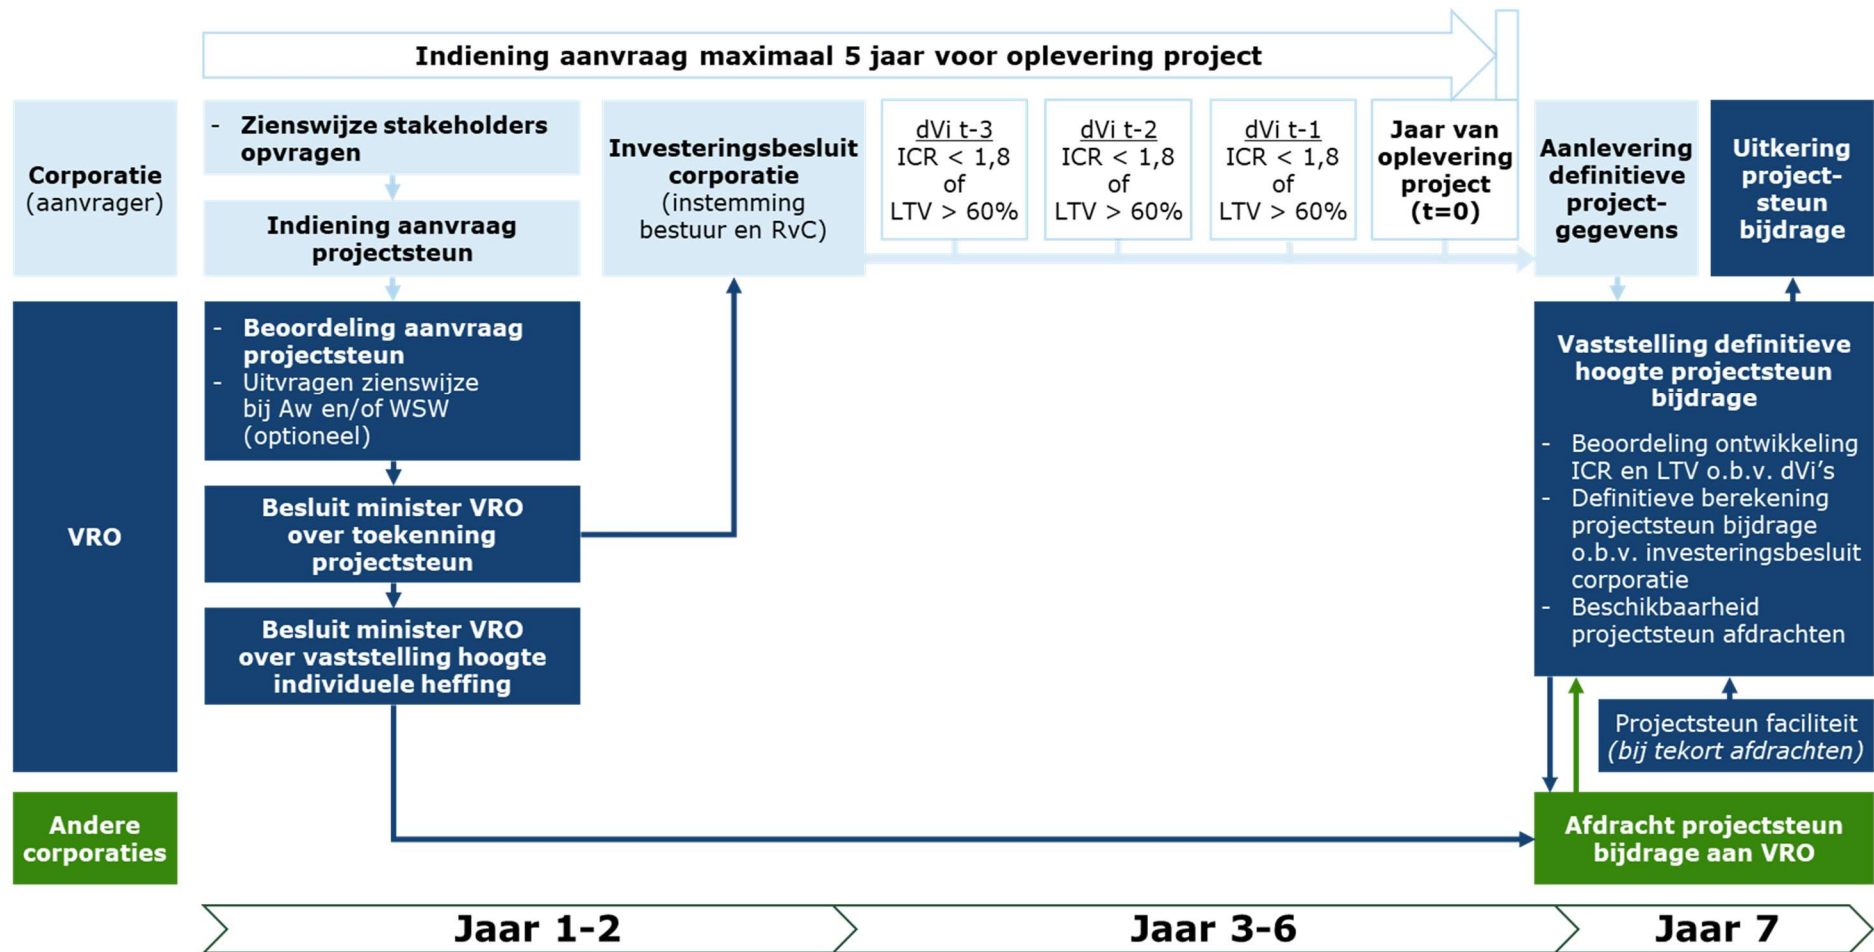 Indiening aanvraag maximaal 5 jaar voor oplevering project
Corporatie
(aanvrager)
- Zienswijze stakeholders
opvragen
Indiening aanvraag
projectsteun
Investeringsbesluit
corporatie
(instemming
bestuur en RvC)
dVi t-3
ICR < 1,8
of
LTV > 60%
dVi t-2
ICR < 1,8
of
LTV > 60%
dVi t-1
ICR < 1,8
of
LTV > 60%
Jaar van
oplevering
project
(t=0)
Aanlevering
definitieve
project-
gegevens
Uitkering
project-
steun
bijdrage
VRO
- Beoordeling aanvraag
projectsteun
- Uitvragen zienswijze
bij Aw en/of WSW
(optioneel)
Besluit minister VRO
over toekenning
projectsteun
Besluit minister VRO
over vaststelling hoogte
individuele heffing
Vaststelling definitieve
hoogte projectsteun
bijdrage
- Beoordeling ontwikkeling
ICR en LTV o.b.v. dVi's
- Definitieve berekening
projectsteun bijdrage
o.b.v. investeringsbesluit
corporatie
- Beschikbaarheid
projectsteun afdrachten
Projectsteun faciliteit
(bij tekort afdrachten)
Andere
corporaties
Afdracht projectsteun
bijdrage aan VRO
Jaar 1-2
Jaar 3-6
Jaar 7